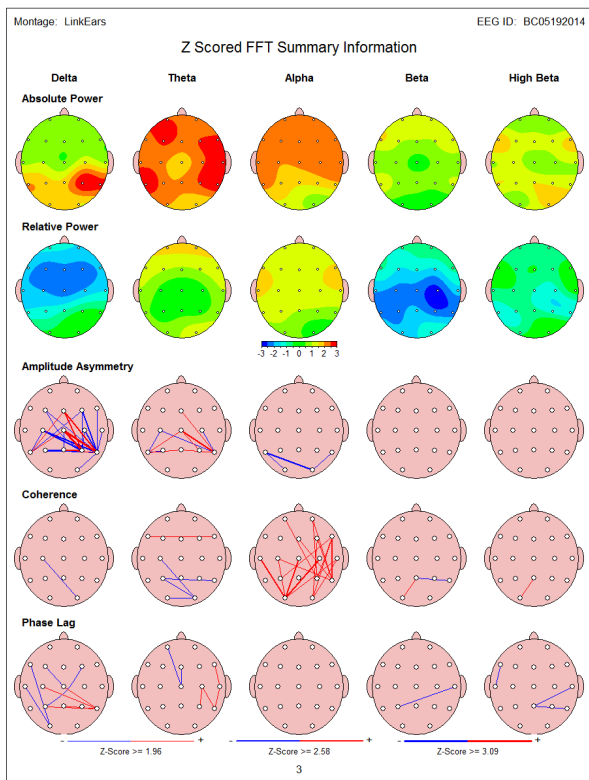 Montage: LinkEars EEG ID: BC05192014
Z Scored FFT Summary Information
Delta Theta Alpha Beta High Beta
Absolute Power
Relative Power
-3 -2 -1 0 1 2 3
Amplitude Asymmetry
Coherence
Phase Lag
- + - + - +
Z-Score >= 1.96 Z-Score >= 2.58 Z-Score >= 3.09
3